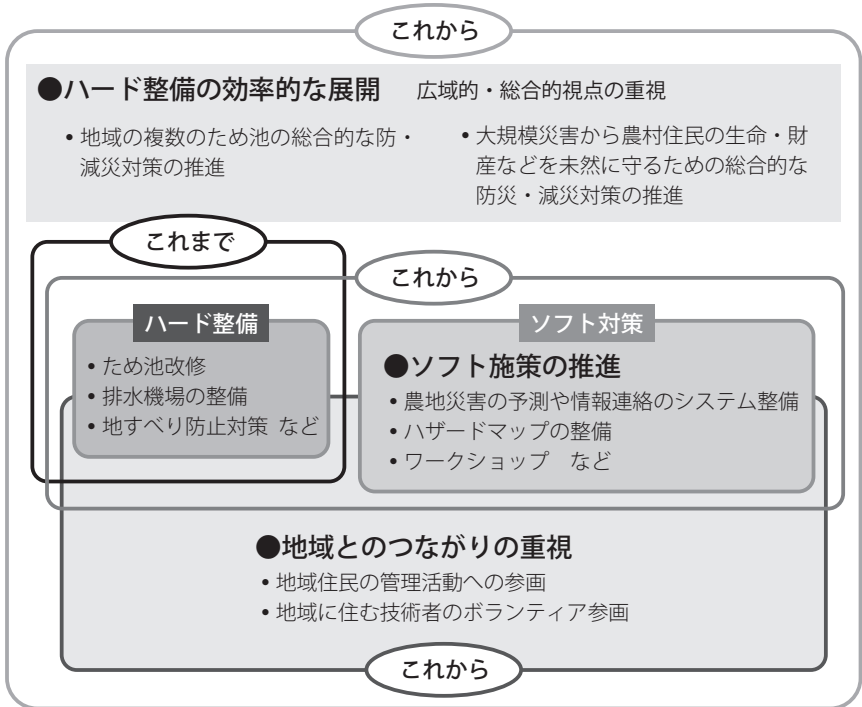 これから
●ハード整備の効率的な展開 広域的・総合的視点の重視
• 地域の複数のため池の総合的な防・
減災対策の推進
• 大規模災害から農村住民の生命・財
産などを未然に守るための総合的な
防災・減災対策の推進
これまで
これから
ハード整備
• ため池改修
• 排水機場の整備
• 地すべり防止対策 など
ソフト対策
●ソフト施策の推進
• 農地災害の予測や情報連絡のシステム整備
• ハザードマップの整備
• ワークショップ など
●地域とのつながりの重視
• 地域住民の管理活動への参画
• 地域に住む技術者のボランティア参画
これから